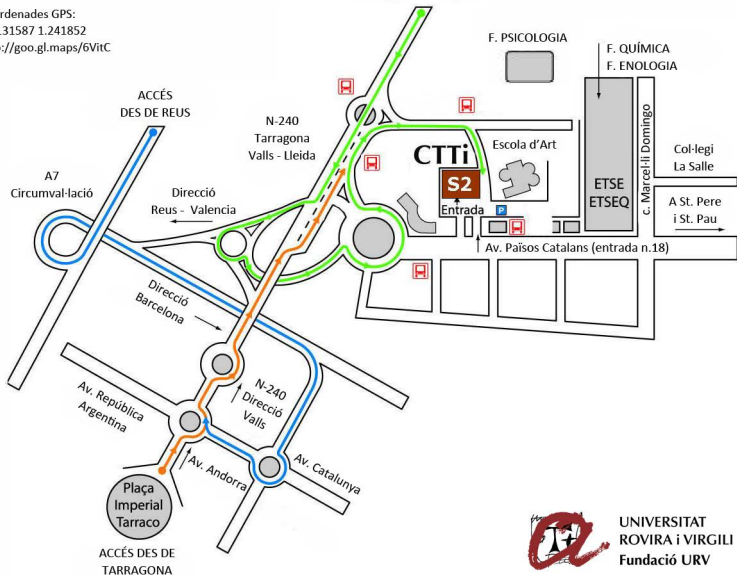 rdenades GPS:
.31587 1.241852
://goo.gl.maps/6VitC
F. PSICOLOGIA
F. QUÍMICA
F. ENOLOGIA
ACCÉS
DES DE REUS
N-240
Tarragona
Valls - Lleida
c. Marcel·li Domingo
Escola d'Art
CTTi
Col·legi
La Salle
A7
Circumval·lació
Direcció
Reus - Valencia
S2
ETSE
ETSEQ
Entrada
P
A St. Pere
i St. Pau
Av. Països Catalans (entrada n.18)
Direcció
Barcelona
N-240
Direcció
Valls
Av. República
Argentina
Av. Andorra
Av. Catalunya
Plaça
Imperial
Tarraco
ACCÉS DES DE
TARRAGONA
UNIVERSITAT
ROVIRA i VIRGILI
Fundació URV